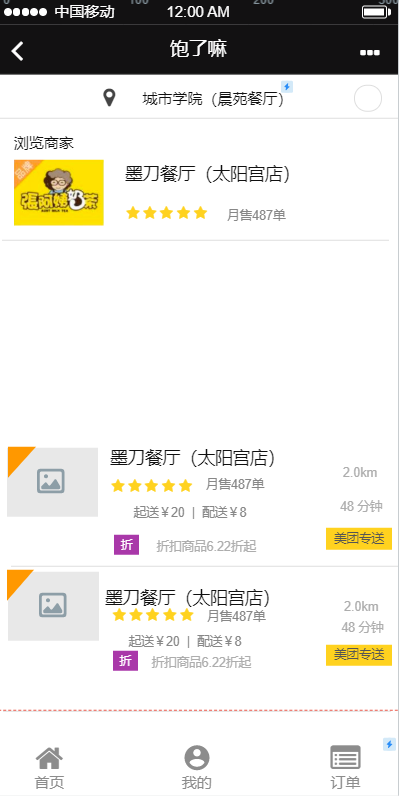 中国移动 12:00 AM
饱了嘛
城市学院（晨苑餐厅）
浏览商家
品牌
張阿姨奶茶
墨刀餐厅（太阳宫店）
月售487单
墨刀餐厅（太阳宫店）
月售487单
2.0km
起送￥20 | 配送￥8
48 分钟
折 折扣商品6.22折起
美团专送
墨刀餐厅（太阳宫店）
月售487单
2.0km
48 分钟
起送￥20 | 配送￥8
折 折扣商品6.22折起
美团专送
首页 我的 订单